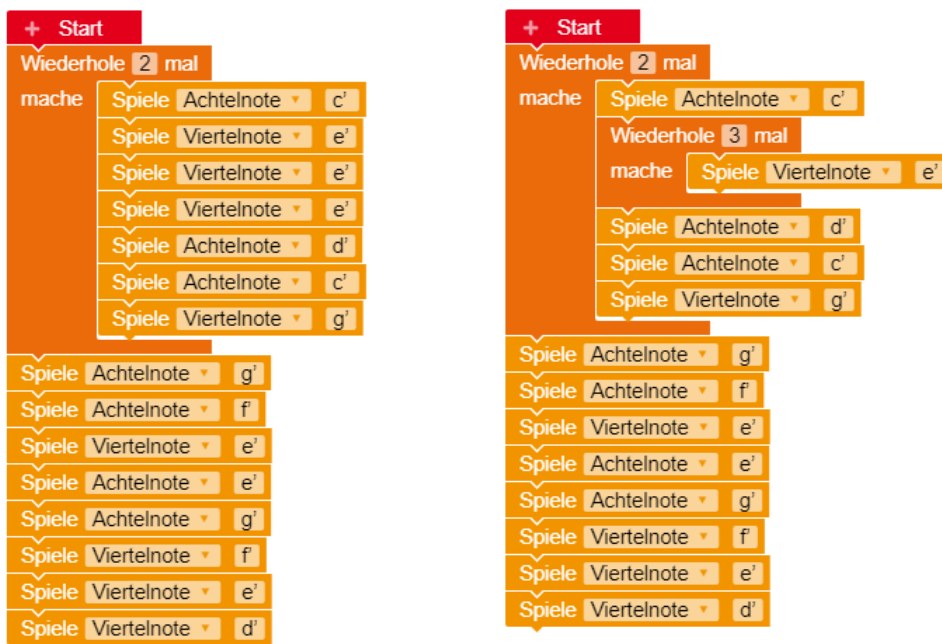 + Start
Wiederhole 2 mal
mache Spiele Achtelnote c'
Spiele Viertelnote e'
Spiele Viertelnote e'
Spiele Viertelnote e'
Spiele Achtelnote d'
Spiele Achtelnote c'
Spiele Viertelnote g'
Spiele Achtelnote g'
Spiele Achtelnote f'
Spiele Viertelnote e'
Spiele Achtelnote e'
Spiele Achtelnote g'
Spiele Viertelnote f'
Spiele Viertelnote e'
Spiele Viertelnote d'
+ Start
Wiederhole 2 mal
mache Spiele Achtelnote c'
Wiederhole 3 mal
mache Spiele Viertelnote e'
Spiele Achtelnote d'
Spiele Achtelnote c'
Spiele Viertelnote g'
Spiele Achtelnote g'
Spiele Achtelnote f'
Spiele Viertelnote e'
Spiele Achtelnote e'
Spiele Achtelnote g'
Spiele Viertelnote f'
Spiele Viertelnote e'
Spiele Viertelnote d'